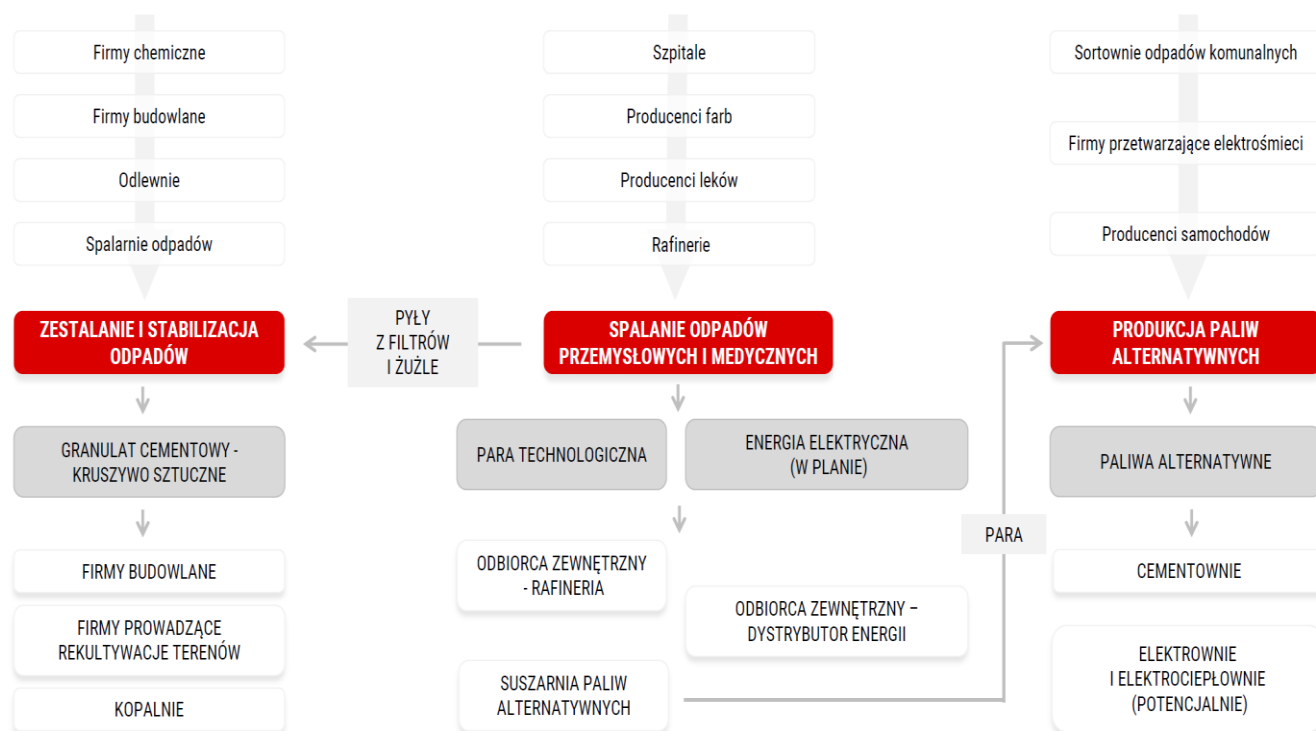 Firmy chemiczne
Firmy budowlane
Odlewnie
Spalarnie odpadów
ZESTALANIE I STABILIZACJA
ODPADÓW
GRANULAT CEMENTOWY -
KRUSZYWO SZTUCZNE
FIRMY BUDOWLANE
FIRMY PROWADZĄCE
REKULTYWACJE TERENÓW
KOPALNIE
PYŁY
Z FILTRÓW
I ŻUŻLE
Szpitale
Producenci farb
Producenci leków
Rafinerie
SPALANIE ODPADÓW
PRZEMYSŁOWYCH I MEDYCZNYCH
PARA TECHNOLOGICZNA
ENERGIA ELEKTRYCZNA
(W PLANIE)
ODBIORCA ZEWNĘTRZNY
- RAFINERIA
ODBIORCA ZEWNĘTRZNY –
DYSTRYBUTOR ENERGII
SUSZARNIA PALIW
ALTERNATYWNYCH
PARA
Sortownie odpadów komunalnych
Firmy przetwarzające elektrośmieci
Producenci samochodów
PRODUKCJA PALIW
ALTERNATYWNYCH
PALIWA ALTERNATYWNE
CEMENTOWNIE
ELEKTROWNIE
I ELEKTROCIEPŁOWNIE
(POTENCJALNIE)